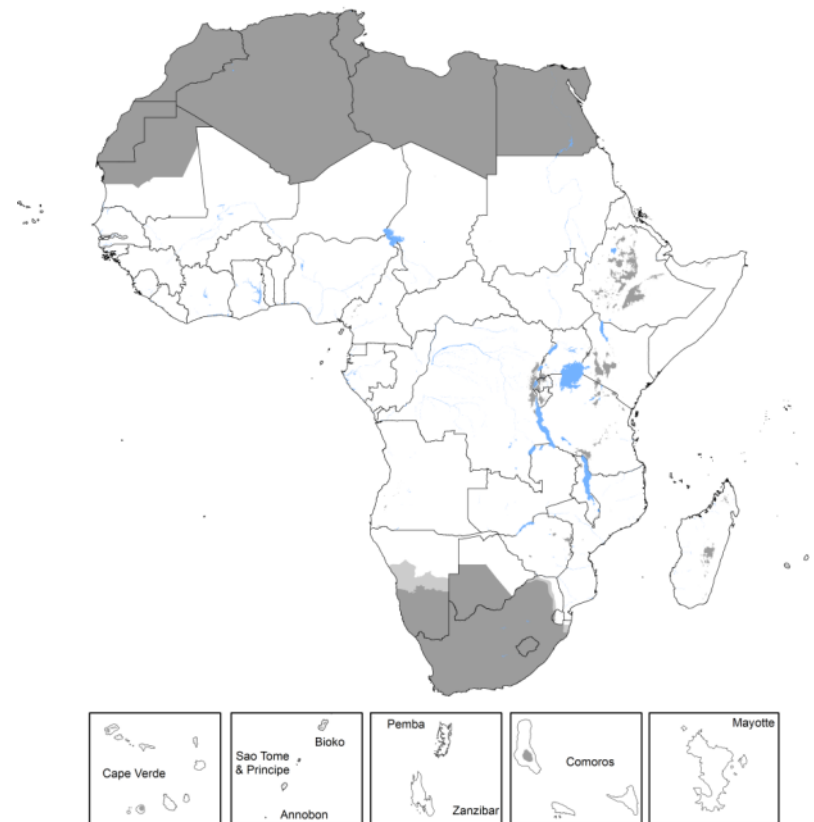 Cape Verde
Bioko
Sao Tome
& Principe
Annobon
Pemba
Zanzibar
Comoros
Mayotte